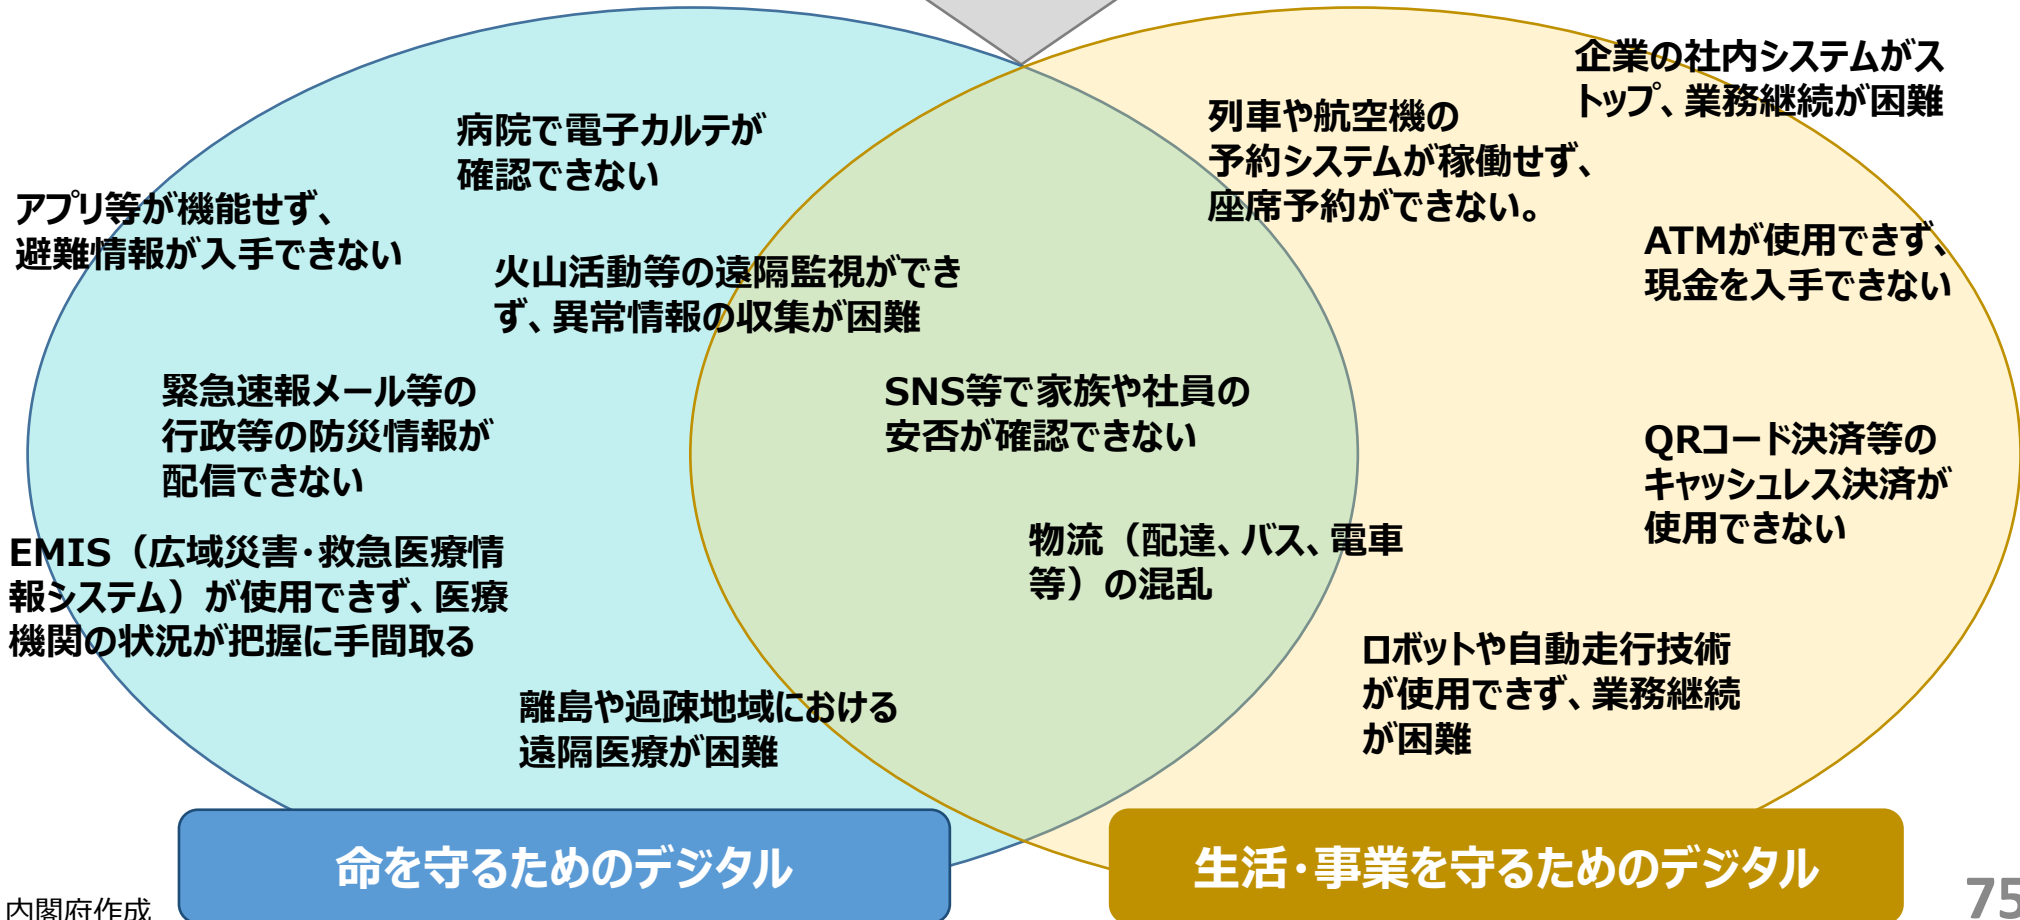 企業の社内システムがス
トップ、業務継続が困難
列車や航空機の
予約システムが稼働せず、
座席予約ができない。
病院で電子カルテが
確認できない
アプリ等が機能せず、
避難情報が入手できない
ATMが使用できず、
現金を入手できない
火山活動等の遠隔監視ができ
ず、異常情報の収集が困難
緊急速報メール等の
行政等の防災情報が
配信できない
SNS等で家族や社員の
安否が確認できない
QRコード決済等の
キャッシュレス決済が
使用できない
EMIS（広域災害・救急医療情
報システム）が使用できず、医療
機関の状況が把握に手間取る
物流（配達、バス、電車
等）の混乱
ロボットや自動走行技術
が使用できず、業務継続
が困難
離島や過疎地域における
遠隔医療が困難
命を守るためのデジタル
生活・事業を守るためのデジタル
内閣府作成
75